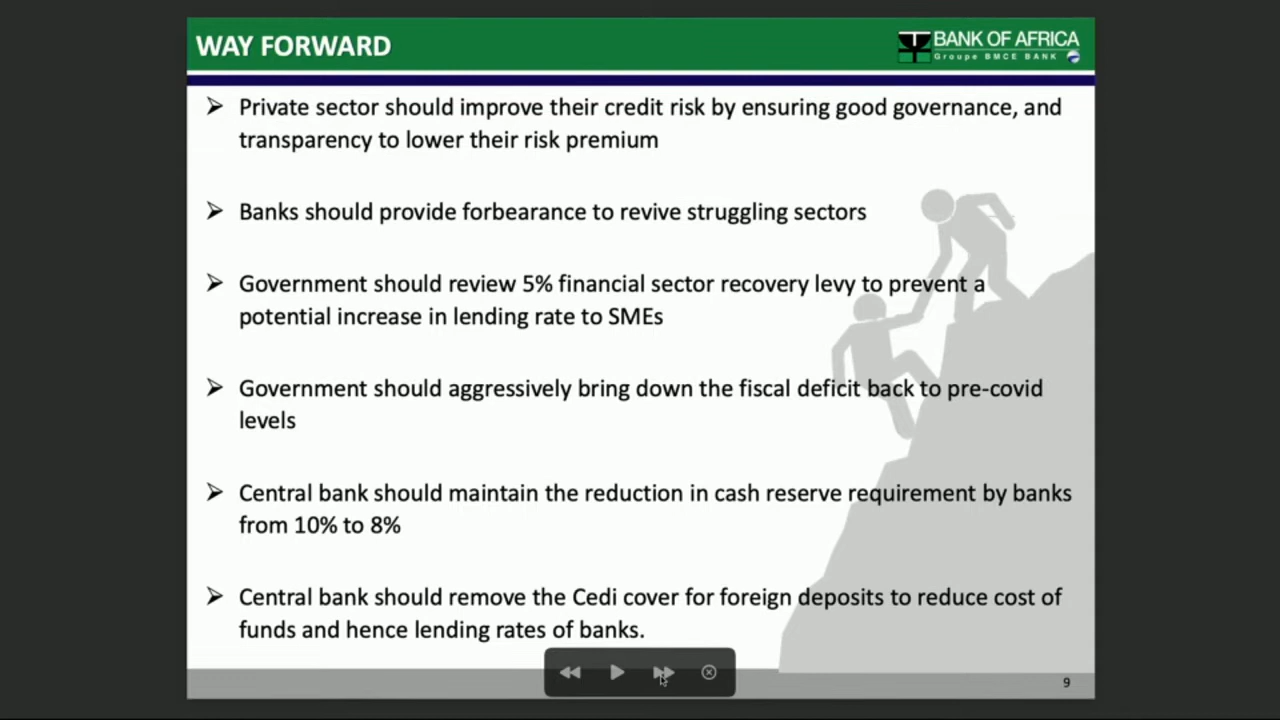 WAY FORWARD
BANK OF AFRICA
Groupe BMCE BANK
Private sector should improve their credit risk by ensuring good governance, and
transparency to lower their risk premium
Banks should provide forbearance to revive struggling sectors
Government should review 5% financial sector recovery levy to prevent a
potential increase in lending rate to SMEs
Government should aggressively bring down the fiscal deficit back to pre-covid
levels
Central bank should maintain the reduction in cash reserve requirement by banks
from 10% to 8%
Central bank should remove the Cedi cover for foreign deposits to reduce cost of
funds and hence lending rates of banks.
9